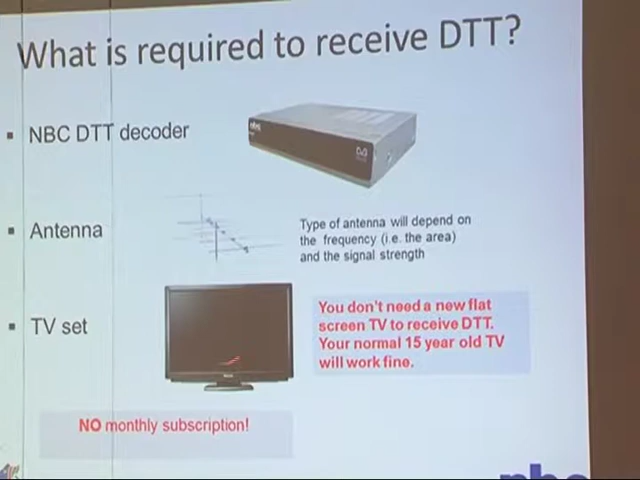 What is required to receive DTT?
▪ NBC DTT decoder
▪ Antenna
Type of antenna will depend on
the frequency (i.e. the area)
and the signal strength
▪ TV set
You don't need a new flat
screen TV to receive DTT.
Your normal 15 year old TV
will work fine.
NO monthly subscription!
nbc